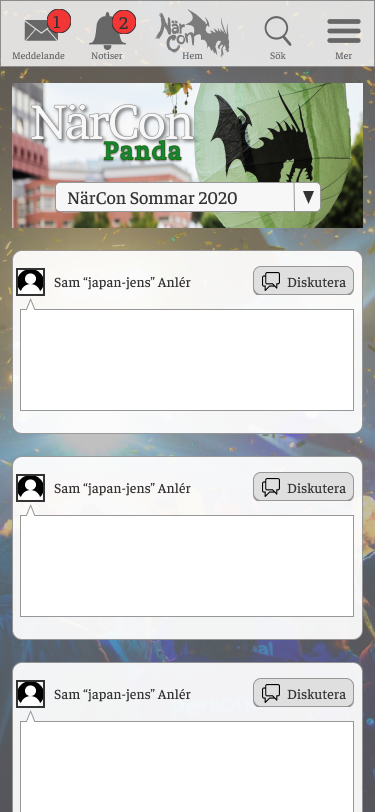 1
2
När
Con
Meddelande
Notiser
Hem
Sök
Mer
NärCon
Panda
NärCon Sommar 2020
Sam “japan-jens” Anlér
Diskutera
Sam “japan-jens” Anlér
Diskutera
Sam “japan-jens” Anlér
Diskutera